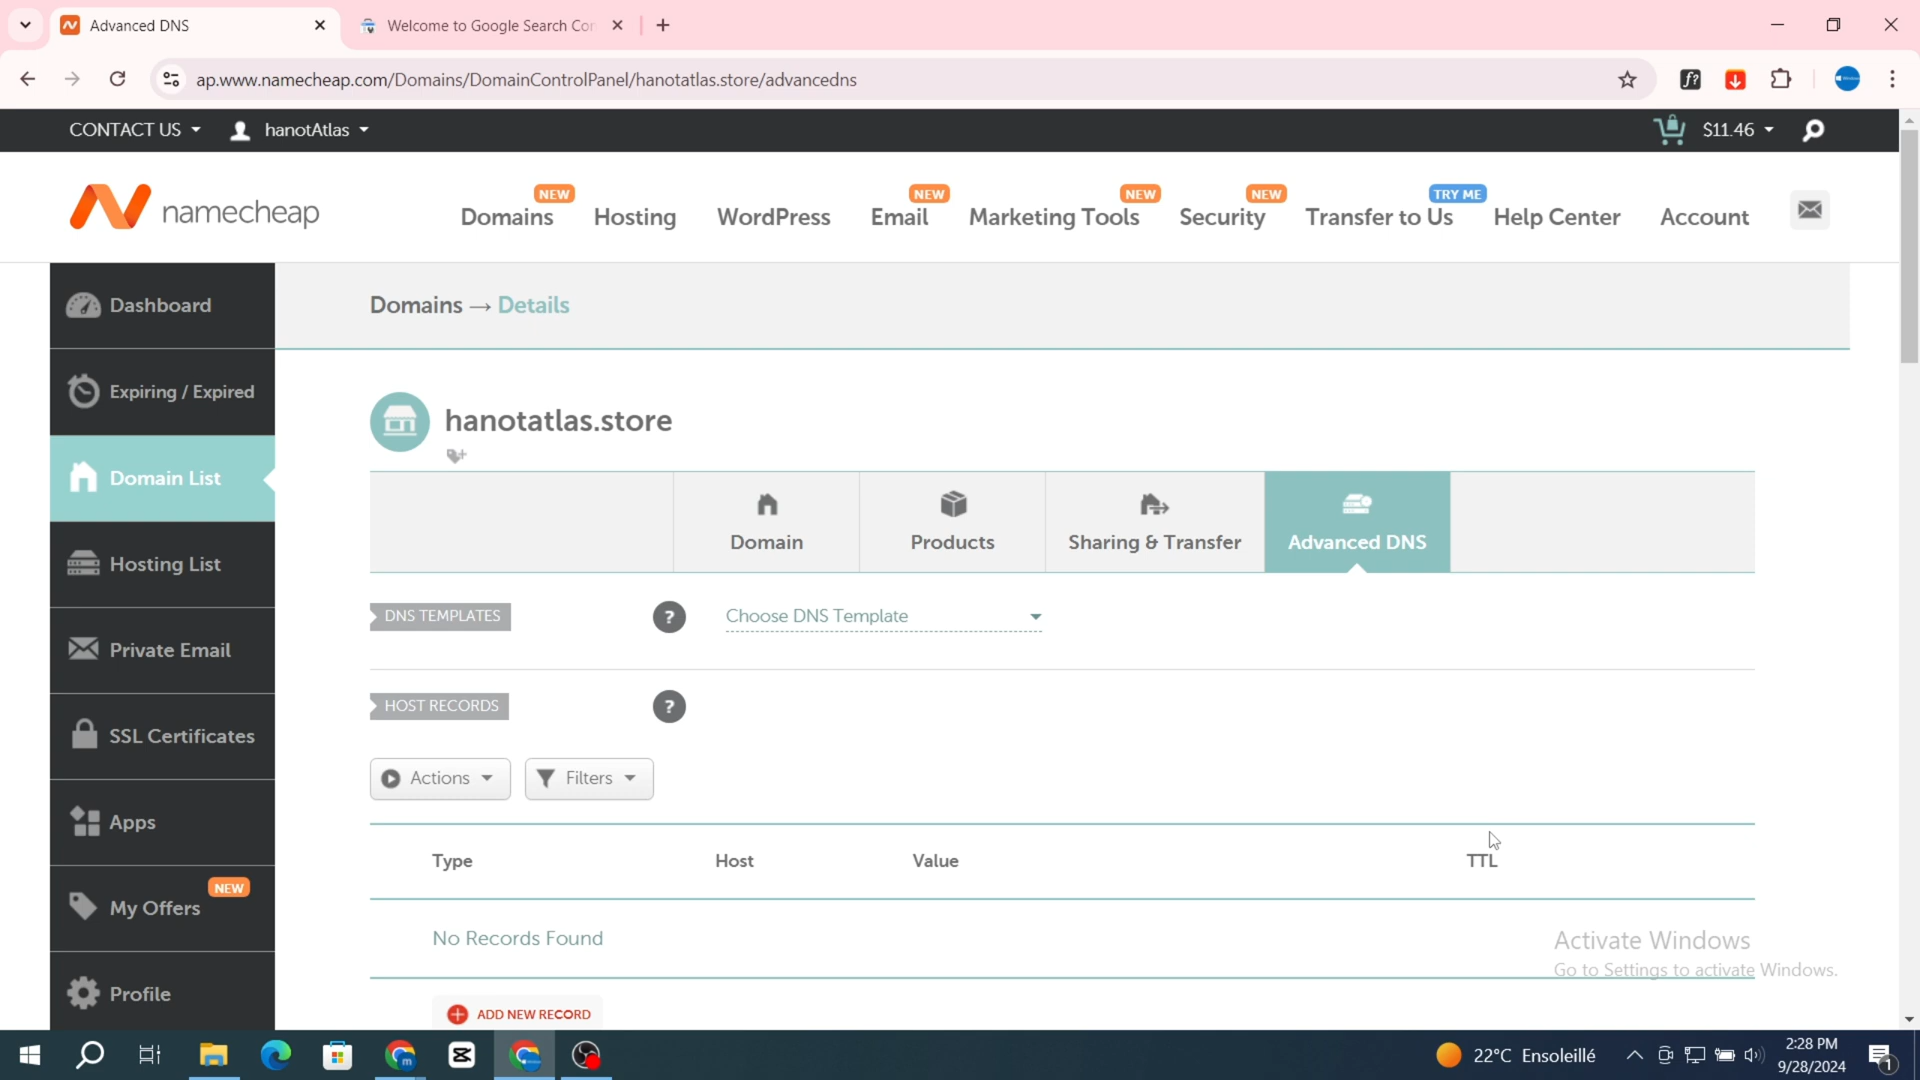 Advanced DNS
Welcome to Google Search Con
ap.www.namecheap.com/Domains/DomainControlPanel/hanotatlas.store/advancedns
CONTACT US hanotAtlas $11.46
namecheap
NEW NEW NEW NEW TRY ME
Domains Hosting WordPress Email Marketing Tools Security Transfer to Us Help Center Account
Dashboard
Expiring / Expired
Domain List
Hosting List
Private Email
SSL Certificates
Apps
NEW
My Offers
Profile
Domains → Details
hanotatlas.store
Domain Products Sharing & Transfer Advanced DNS
DNS TEMPLATES ? Choose DNS Template
HOST RECORDS ?
Actions Filters
Type Host Value TTL
No Records Found
ADD NEW RECORD
Activate Windows
Go to Settings to activate Windows.
22°C Ensoleillé
2:28 PM
9/28/2024
1